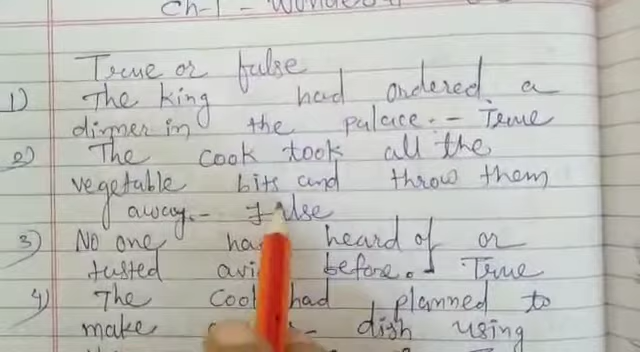 Ch-1 -
True or false
1) The king had ordered a
dinner in the palace. - True
2) The cook took all the
vegetable bits and throw them
away. - False
3) No one had heard of or
tasted before. - True
4) The Cook had planned to
make dish using